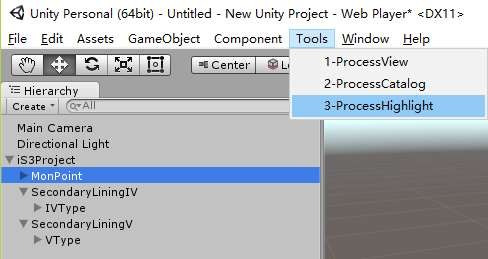 Unity Personal (64bit) - Untitled - New Unity Project - Web Player* <DX11>
File Edit Assets GameObject Component Tools Window Help
1-ProcessView
Center
2-ProcessCatalog
3-ProcessHighlight
Hierarchy
Create All
Main Camera
Directional Light
iS3Project
MonPoint
SecondaryLiningIV
IVType
SecondaryLiningV
VType